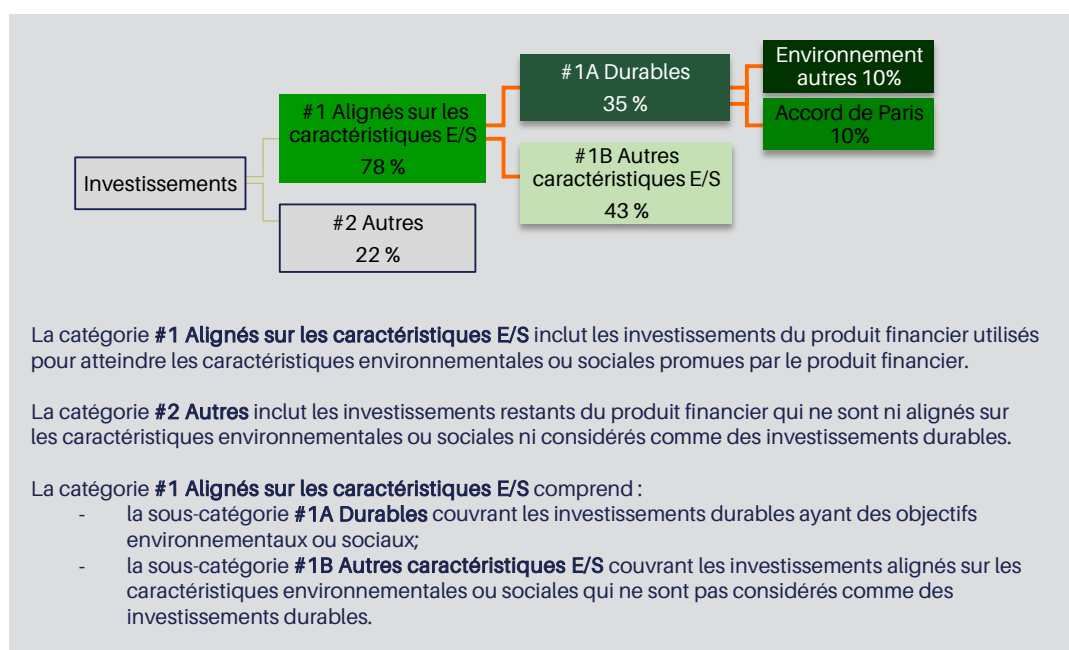 Investissements
#1 Alignés sur les
caractéristiques E/S
78 %
#2 Autres
22 %
#1A Durables
35 %
#1B Autres
caractéristiques E/S
43 %
Environnement
autres 10%
Accord de Paris
10%
La catégorie #1 Alignés sur les caractéristiques E/S inclut les investissements du produit financier utilisés
pour atteindre les caractéristiques environnementales ou sociales promues par le produit financier.
La catégorie #2 Autres inclut les investissements restants du produit financier qui ne sont ni alignés sur
les caractéristiques environnementales ou sociales ni considérés comme des investissements durables.
La catégorie #1 Alignés sur les caractéristiques E/S comprend :
- la sous-catégorie #1A Durables couvrant les investissements durables ayant des objectifs
environnementaux ou sociaux;
- la sous-catégorie #1B Autres caractéristiques E/S couvrant les investissements alignés sur les
caractéristiques environnementales ou sociales qui ne sont pas considérés comme des
investissements durables.